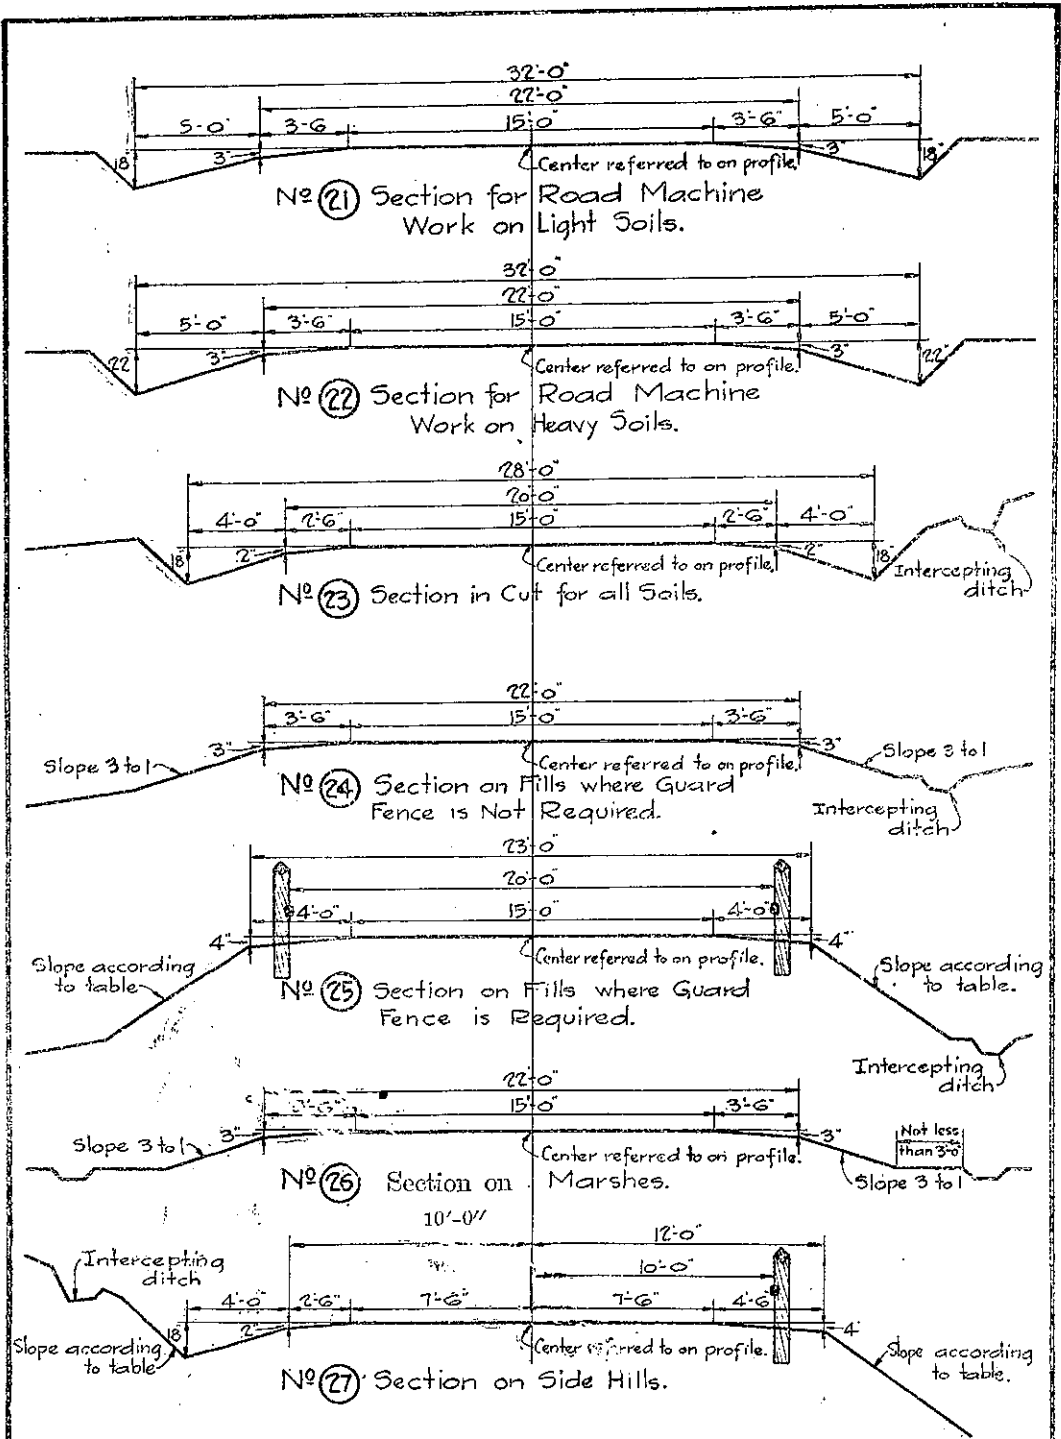 32'-0"
22'-0"
5'-0" 3'-6 15'-0" 3'-6" 5'-0"
18" 3" Center referred to on profile. 3" 18"
Nº 21 Section for Road Machine
Work on Light Soils.
32'-0"
22'-0"
5'-0" 3'-6" 15'-0" 3'-6" 5'-0"
22 3" Center referred to on profile. 3" 22"
Nº 22 Section for Road Machine
Work on Heavy Soils.
28'-0"
20'-0"
4'-0" 2'-6" 15'-0" 2'-6" 4'-0"
18" 2" Center referred to on profile. 2" 18"
Intercepting
ditch
Nº 23 Section in Cut for all Soils.
22'-0"
3'-6" 15'-0" 3'-6"
Slope 3 to 1 3" Center referred to on profile. 3" Slope 3 to 1
Nº 24 Section on Fills where Guard
Fence is Not Required.
Intercepting
ditch
23'-0"
20'-0"
4'-0" 15'-0" 4'-0"
4" Center referred to on profile. 4"
Slope according
to table
Slope according
to table.
Nº 25 Section on Fills where Guard
Fence is Required.
Intercepting
ditch
22'-0"
3'-6" 15'-0" 3'-6"
Slope 3 to 1 3" Center referred to on profile. 3"
Not less
than 3'-0"
Slope 3 to 1
Nº 26 Section on Marshes.
10'-0"
12'-0"
10'-0"
Intercepting
ditch
4'-0" 2'-6" 7'-6" 7'-6" 4'-6"
18 2" Center referred to on profile. 4"
Slope according
to table
Slope according
to table.
Nº 27 Section on Side Hills.